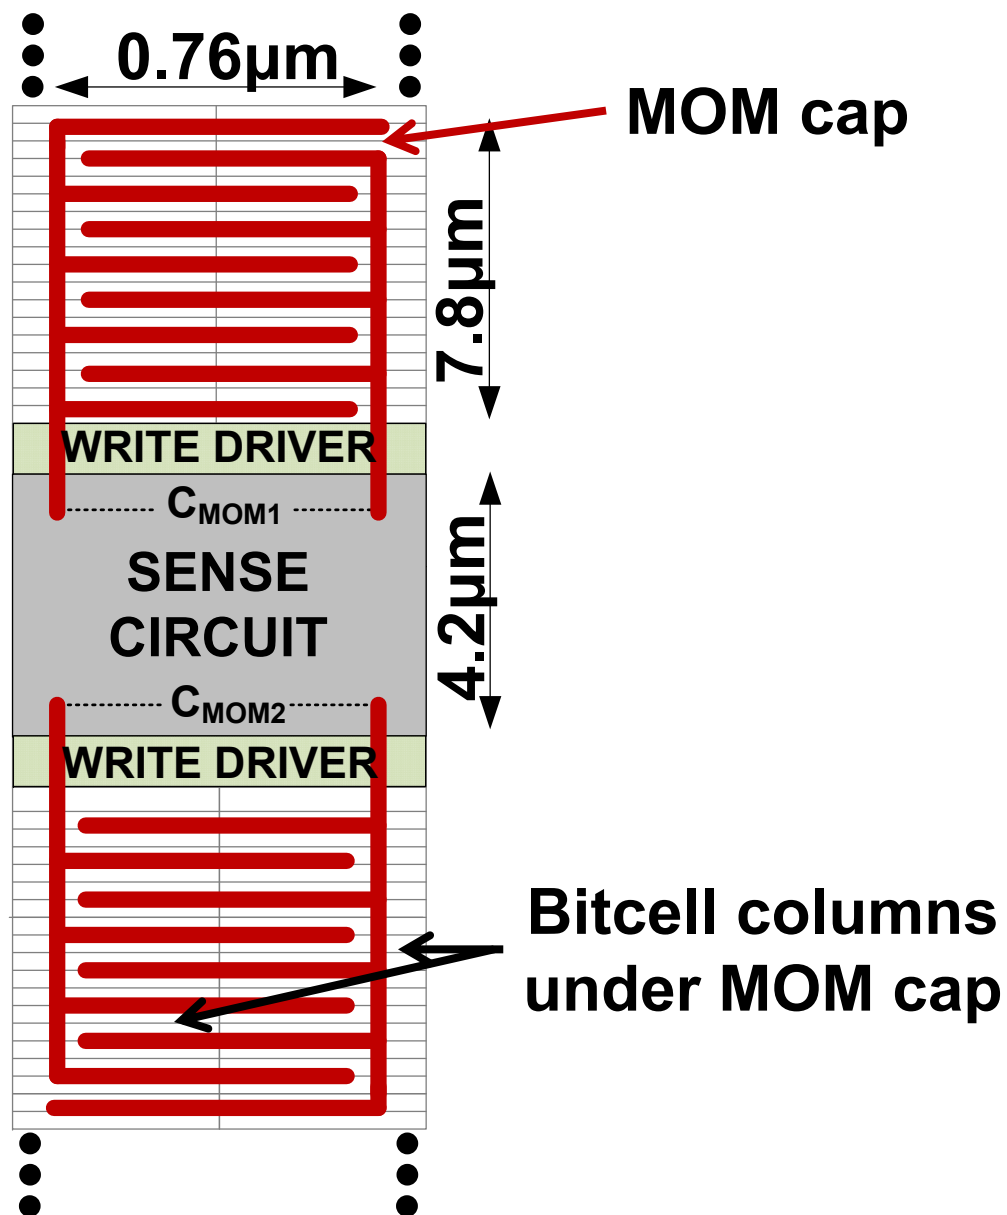 0.76µm
MOM cap
7.8µm
WRITE DRIVER
CMOM1
SENSE
CIRCUIT
4.2µm
CMOM2
WRITE DRIVER
Bitcell columns
under MOM cap